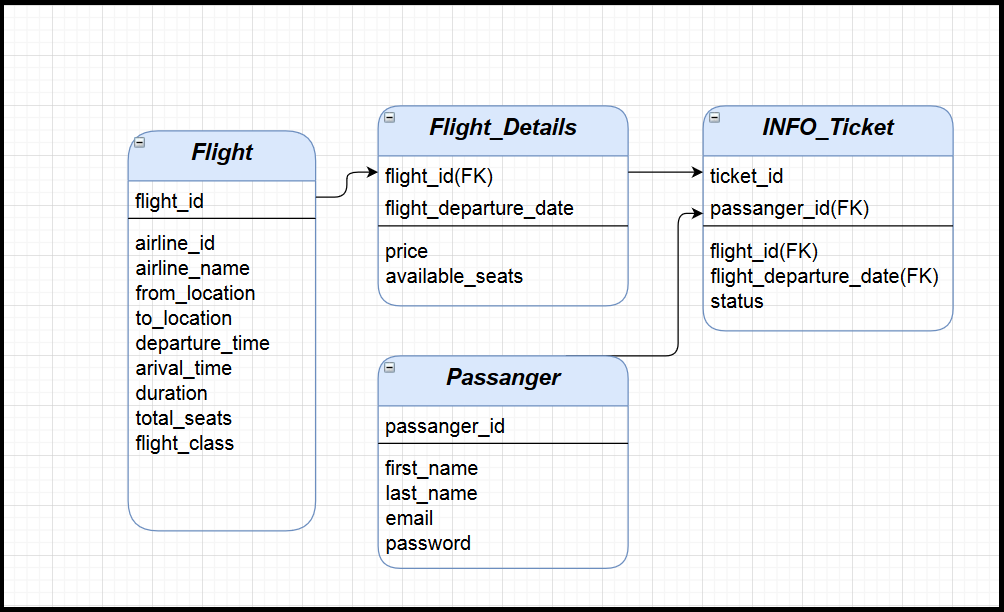 Flight
flight_id
airline_id
airline_name
from_location
to_location
departure_time
arival_time
duration
total_seats
flight_class
Flight_Details
flight_id(FK)
flight_departure_date
price
available_seats
INFO_Ticket
ticket_id
passanger_id(FK)
flight_id(FK)
flight_departure_date(FK)
status
Passanger
passanger_id
first_name
last_name
email
password